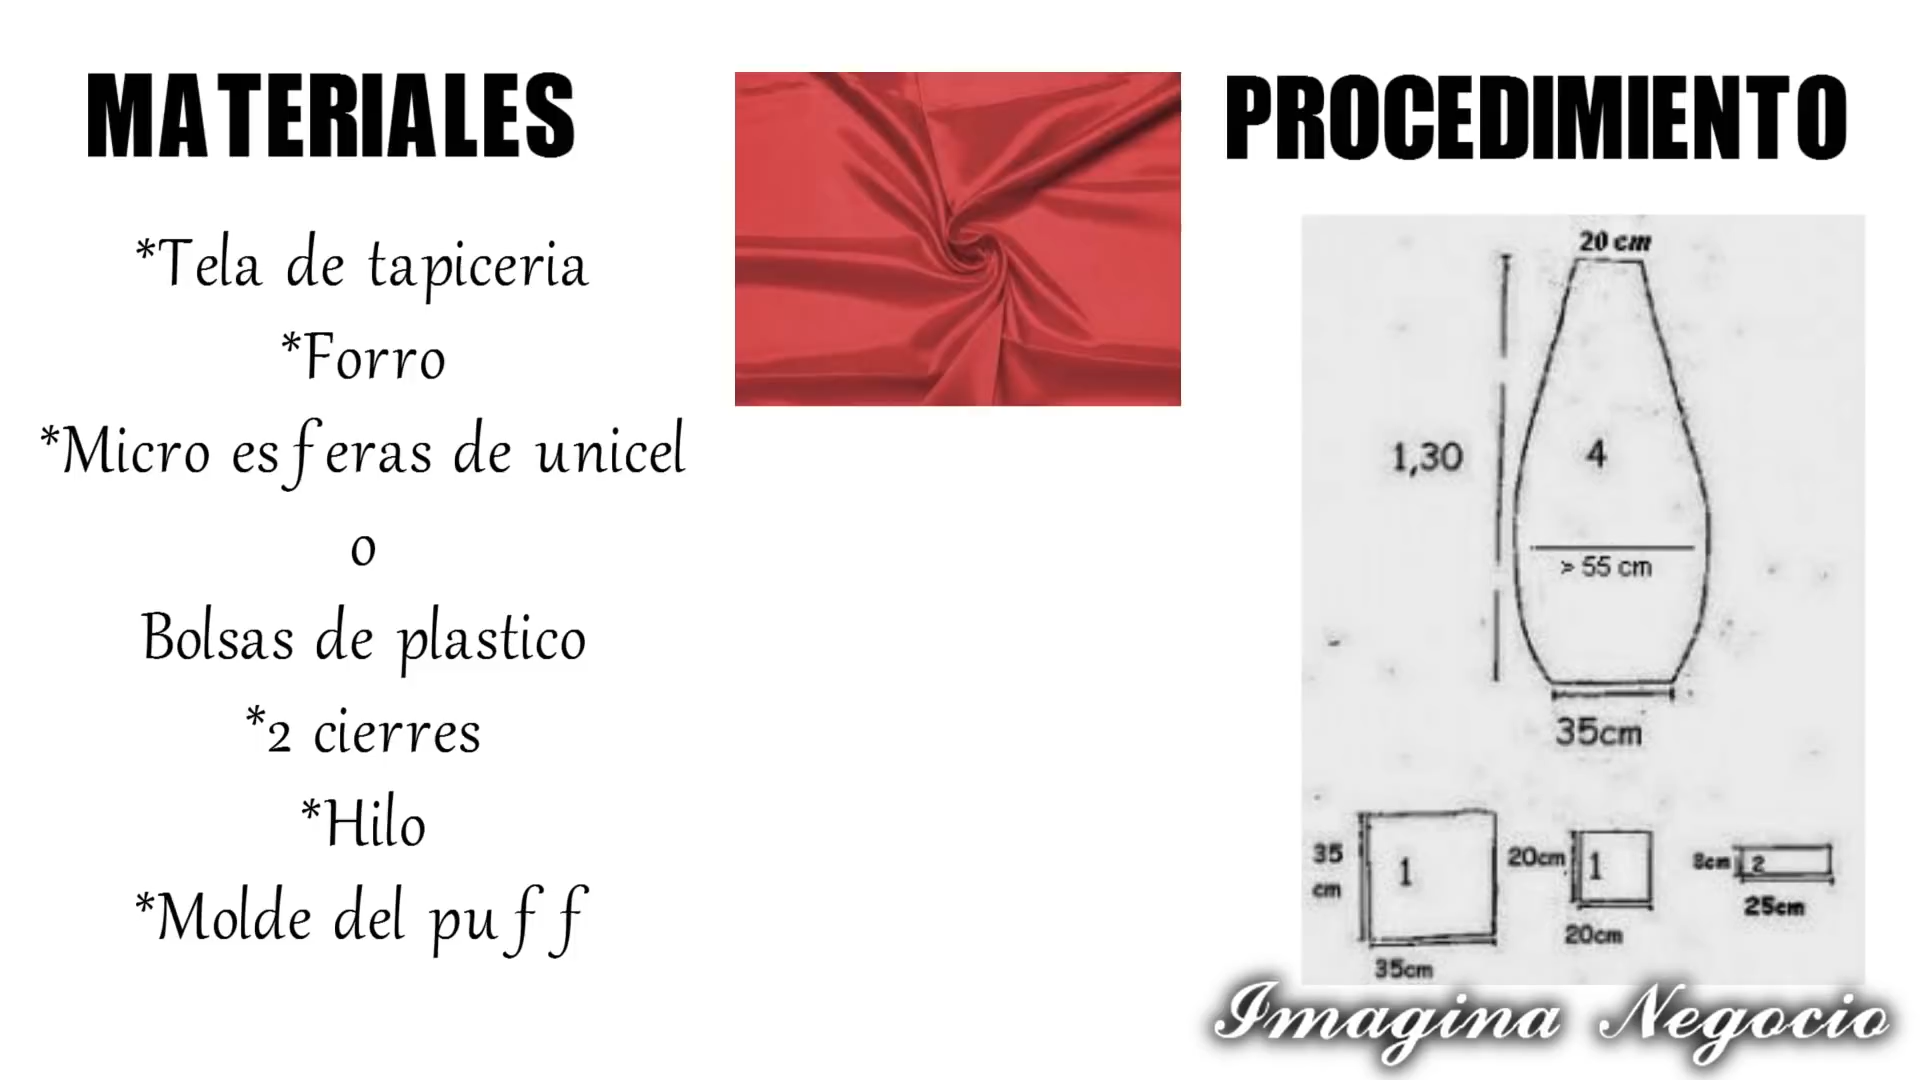 MATERIALES
*Tela de tapiceria
*Forro
*Micro esferas de unicel
o
Bolsas de plastico
*2 cierres
*Hilo
*Molde del puff
PROCEDIMIENTO
20 cm
1,30
4
> 55 cm
35cm
35
cm
1
35cm
20cm
1
20cm
8cm
2
25cm
Imagina Negocio